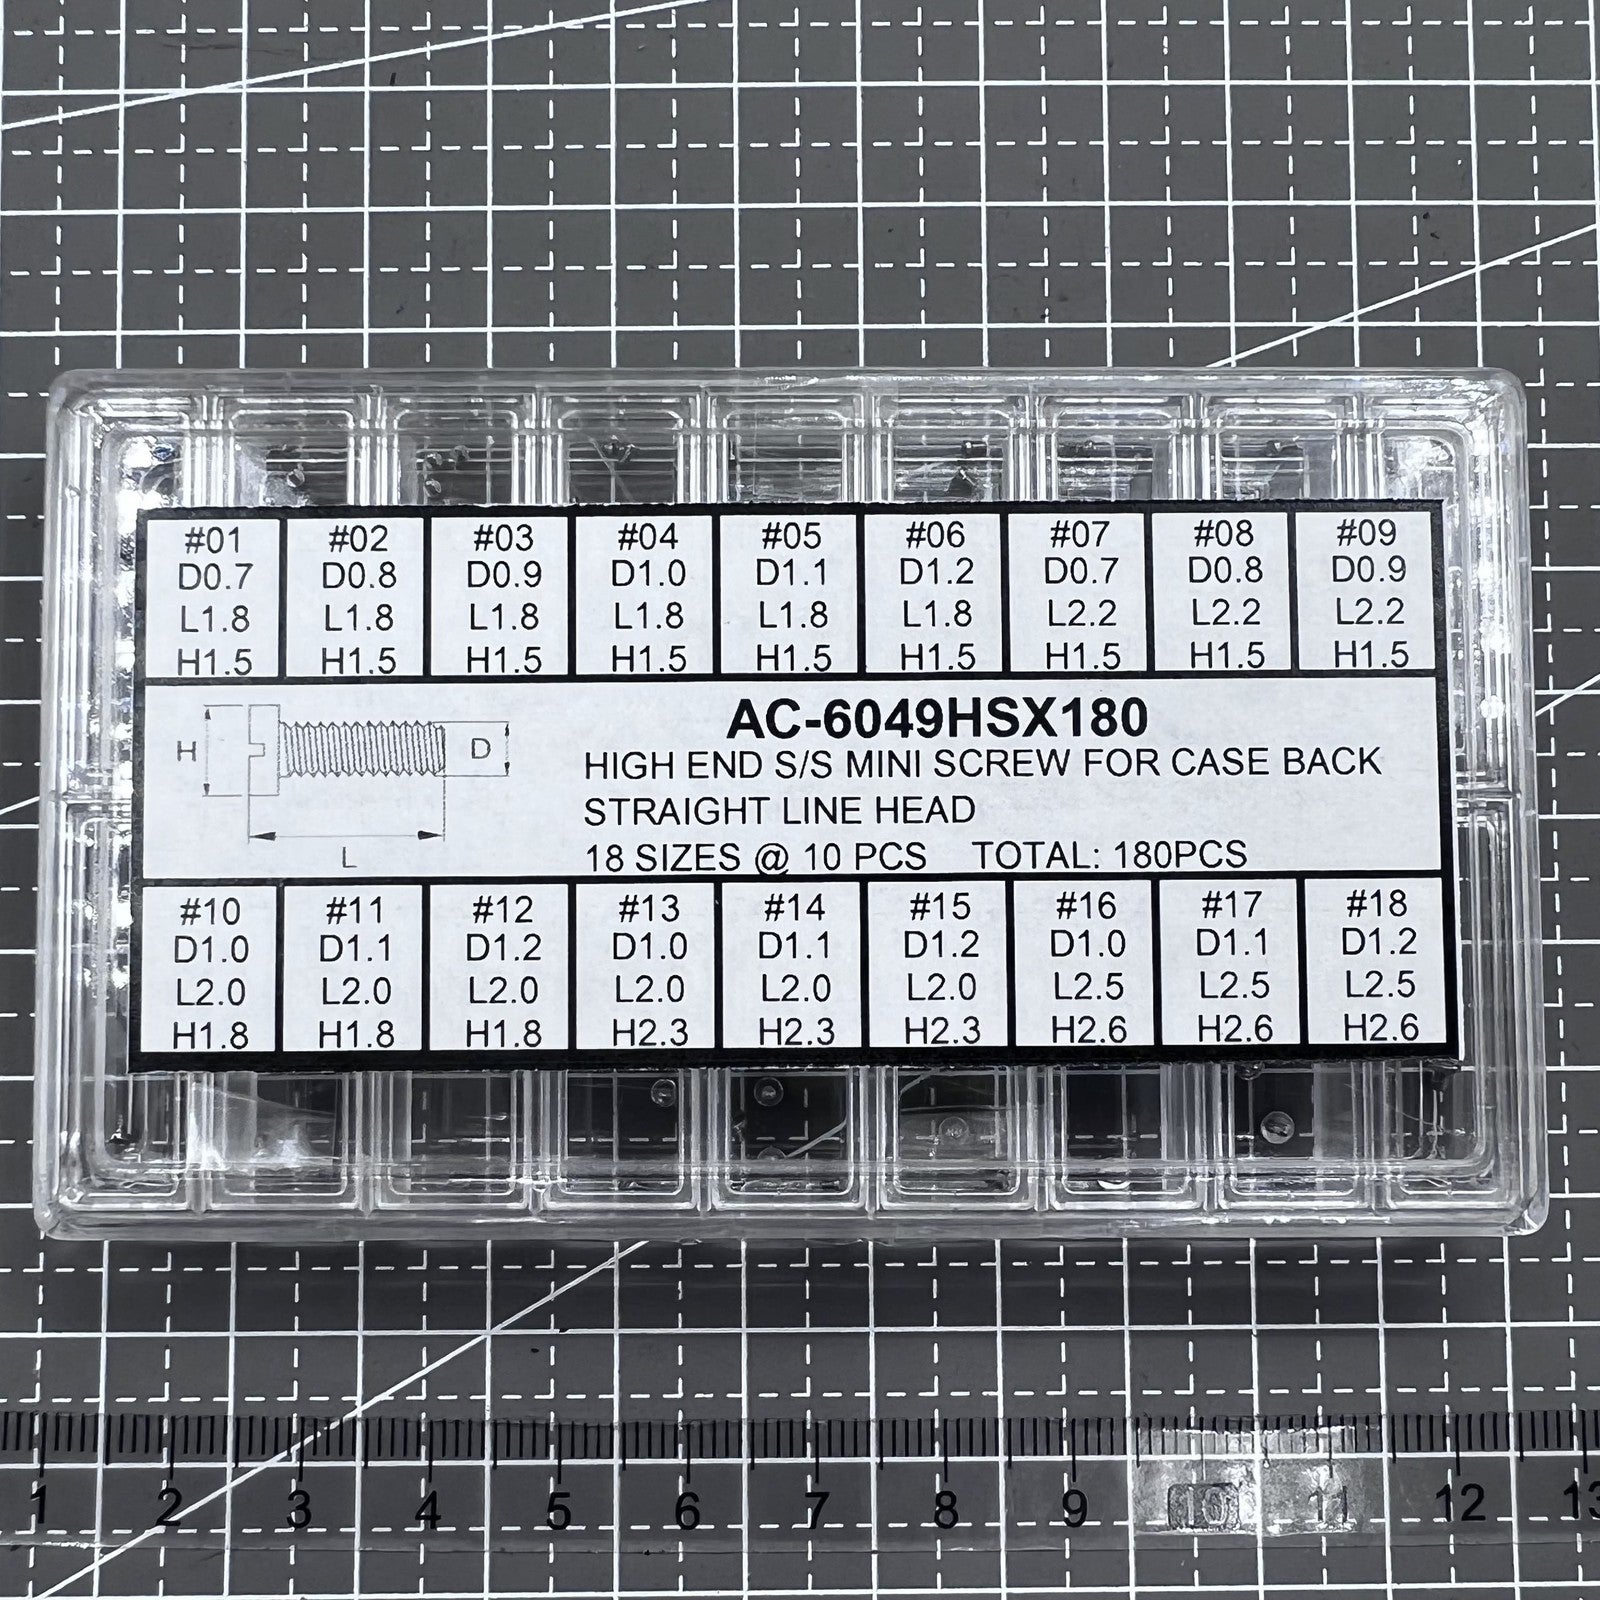 #01 #02 #03 #04 #05 #06 #07 #08 #09
D0.7 D0.8 D0.9 D1.0 D1.1 D1.2 D0.7 D0.8 D0.9
L1.8 L1.8 L1.8 L1.8 L1.8 L1.8 L2.2 L2.2 L2.2
H1.5 H1.5 H1.5 H1.5 H1.5 H1.5 H1.5 H1.5 H1.5
H D
L
AC-6049HSX180
HIGH END S/S MINI SCREW FOR CASE BACK
STRAIGHT LINE HEAD
18 SIZES @ 10 PCS TOTAL: 180PCS
#10 #11 #12 #13 #14 #15 #16 #17 #18
D1.0 D1.1 D1.2 D1.0 D1.1 D1.2 D1.0 D1.1 D1.2
L2.0 L2.0 L2.0 L2.0 L2.0 L2.0 L2.5 L2.5 L2.5
H1.8 H1.8 H1.8 H2.3 H2.3 H2.3 H2.6 H2.6 H2.6
1 2 3 4 5 6 7 8 9 10 11 12 13